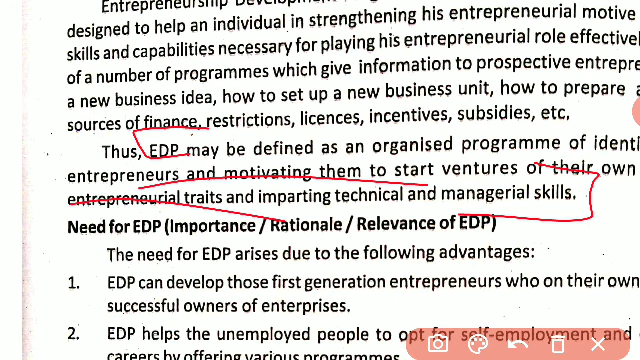 Entrepreneurship
designed to help an individual in strengthening his entrepreneurial motive
skills and capabilities necessary for playing his entrepreneurial role
of a number of programmes which give information to prospective
a new business idea, how to set up a new business unit, how to prepare
sources of finance, restrictions, licences, incentives, subsidies, etc,
Thus, EDP may be defined as an organised programme of
entrepreneurs and motivating them to start ventures of their own
entrepreneurial traits and imparting technical and managerial skills.
Need for EDP (Importance / Rationale / Relevance of EDP)
The need for EDP arises due to the following advantages:
1. EDP can develop those first generation entrepreneurs who on their own
successful owners of enterprises.
2. EDP helps the unemployed people to opt for self-employment and
careers by offering various programmes.